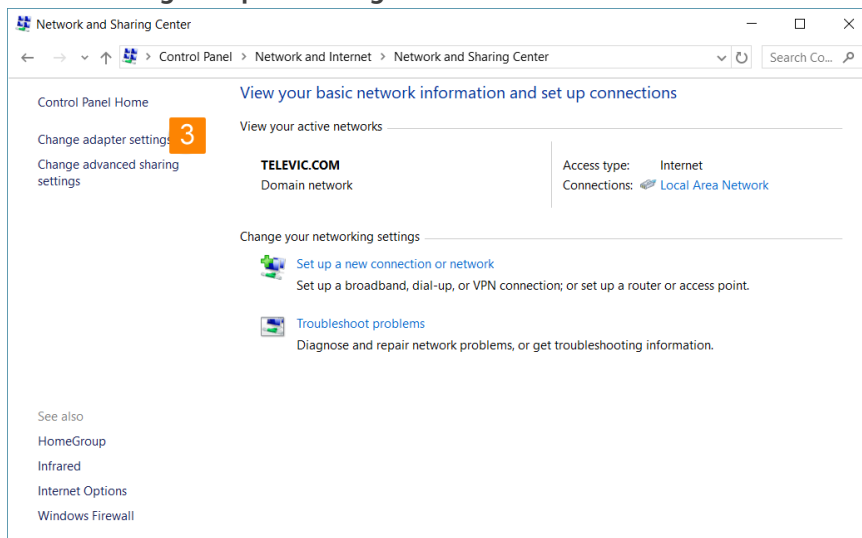 Network and Sharing Center
Control Panel > Network and Internet > Network and Sharing Center
Search Co...
Control Panel Home
Change adapter settings
3
Change advanced sharing
settings
View your basic network information and set up connections
View your active networks
TELEVIC.COM
Domain network
Access type: Internet
Connections: Local Area Network
Change your networking settings
Set up a new connection or network
Set up a broadband, dial-up, or VPN connection; or set up a router or access point.
Troubleshoot problems
Diagnose and repair network problems, or get troubleshooting information.
See also
HomeGroup
Infrared
Internet Options
Windows Firewall